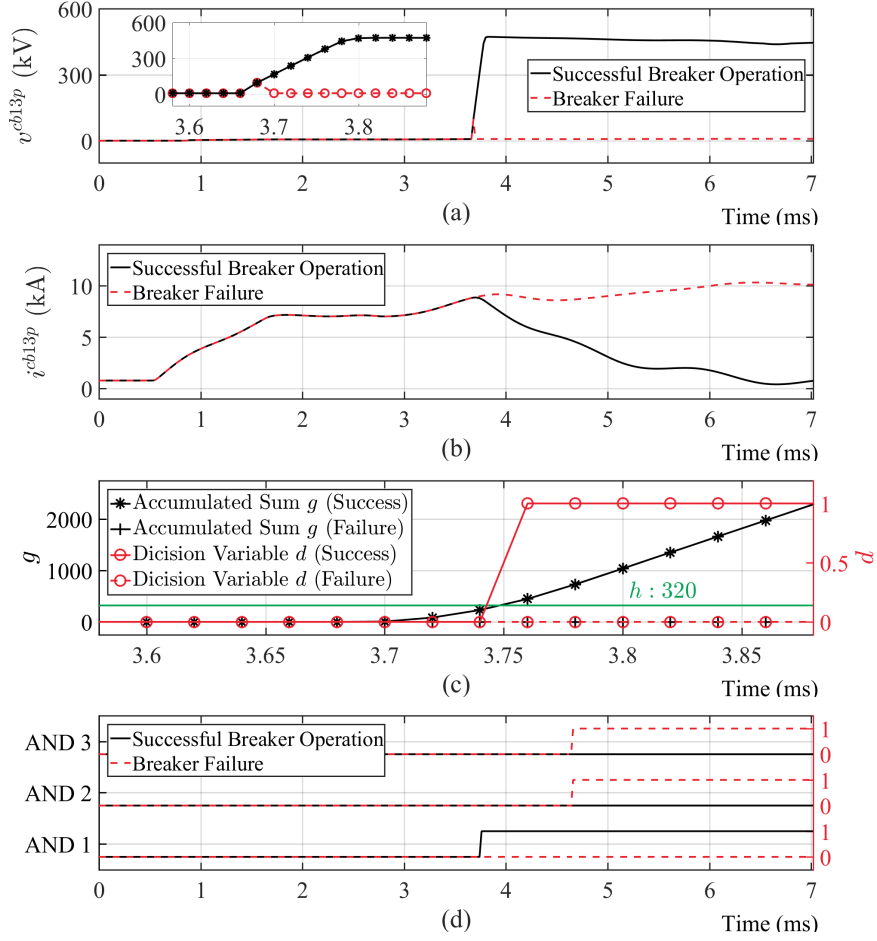 v^{cb13p} (kV)
600
300
0
600
300
0
3.6 3.7 3.8
Successful Breaker Operation
Breaker Failure
0 1 2 3 4 5 6 7
(a)
Time (ms)
i^{cb13p} (kA)
10
5
0
Successful Breaker Operation
Breaker Failure
0 1 2 3 4 5 6 7
(b)
Time (ms)
g
2000
1000
0
Accumulated Sum g (Success)
Accumulated Sum g (Failure)
Dicision Variable d (Success)
Dicision Variable d (Failure)
h : 320
1
0.5
0
d
3.6 3.65 3.7 3.75 3.8 3.85
(c)
Time (ms)
Successful Breaker Operation
Breaker Failure
AND 3
AND 2
AND 1
1
0
1
0
1
0
0 1 2 3 4 5 6 7
(d)
Time (ms)